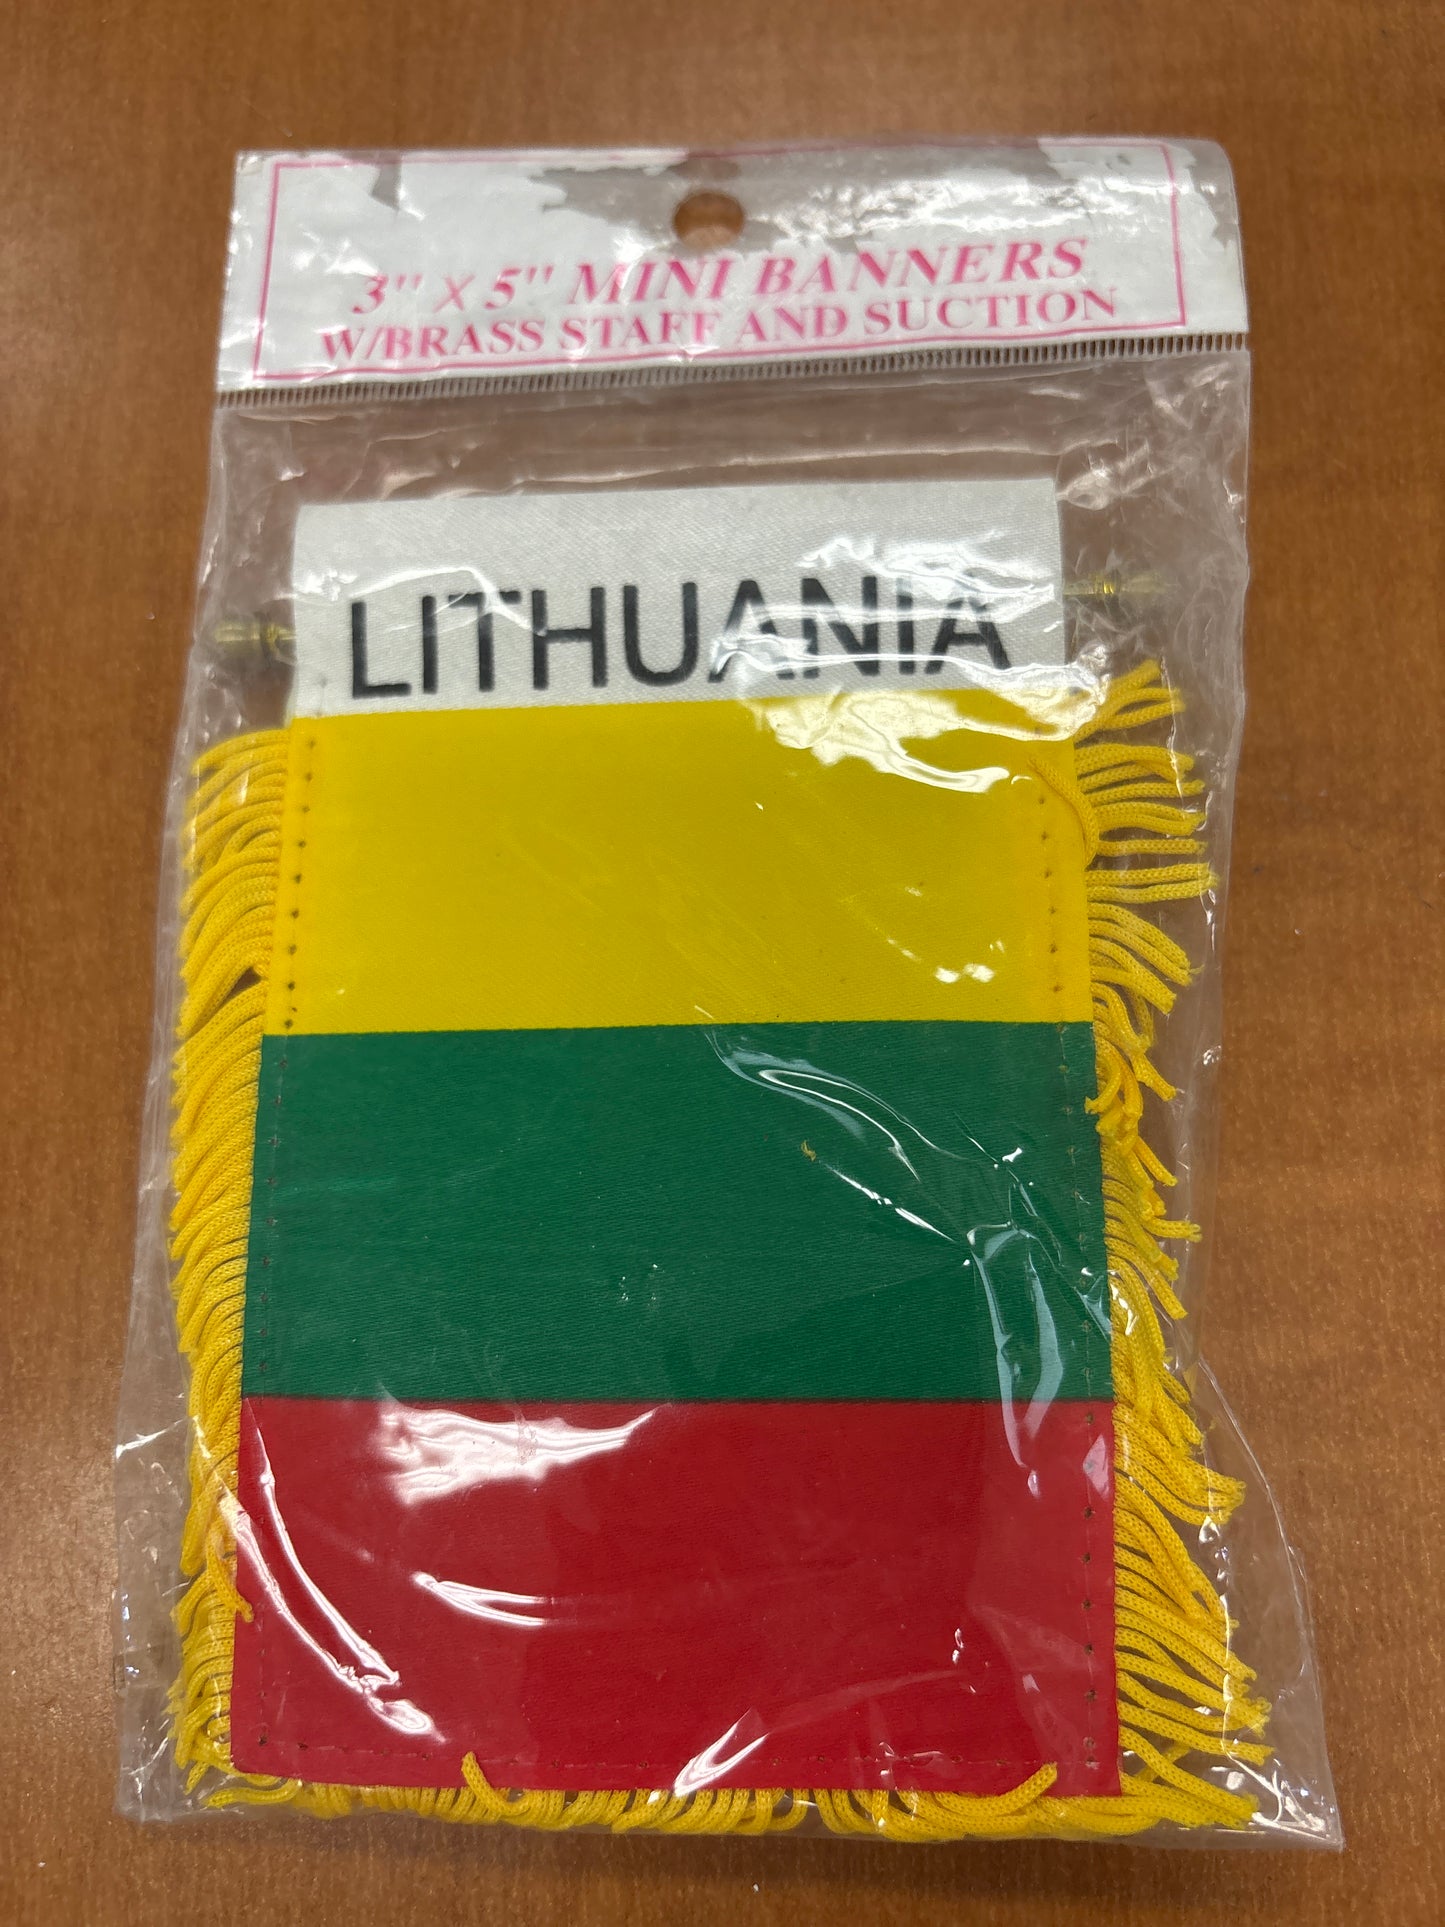 3" X 5" MINI BANNERS
W/BRASS STAFF AND SUCTION
LITHUANIA